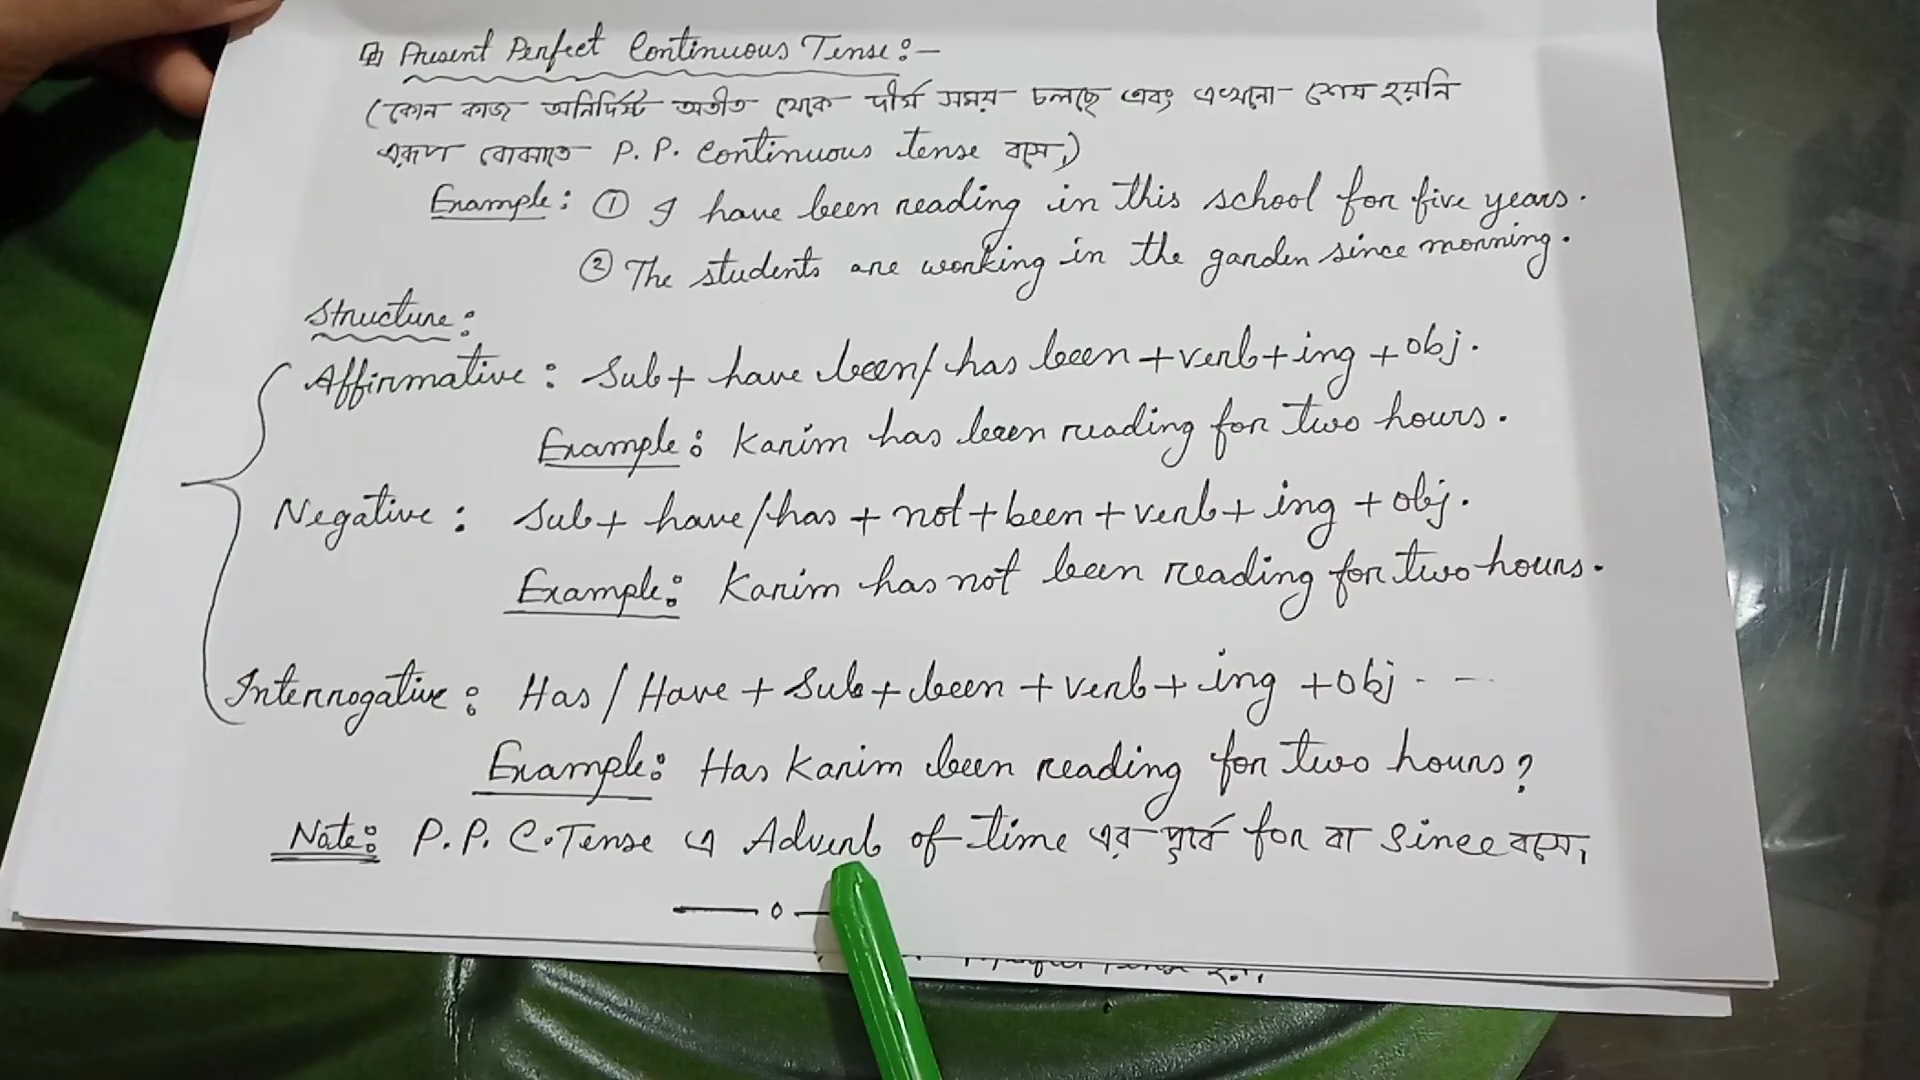 Present Perfect Continuous Tense:-
(কোন কাজ অনির্দিষ্ট অতীত থেকে দীর্ঘ সময় চলছে এবং এখনো শেষ হয়নি
এরূপ বোঝাতে P. P. Continuous tense বসে।)
Example: ① I have been reading in this school for five years.
② The students are working in the garden since morning.
Structure:
Affirmative: Sub + have been/has been + verb + ing + obj.
Example: Karim has been reading for two hours.
Negative: Sub + have/has + not + been + verb + ing + obj.
Example: Karim has not been reading for two hours.
Interrogative: Has/Have + Sub + been + verb + ing + obj - -
Example: Has Karim been reading for two hours?
Note: P. P. C. Tense এ Adverb of time এর পূর্বে for বা since বসে।